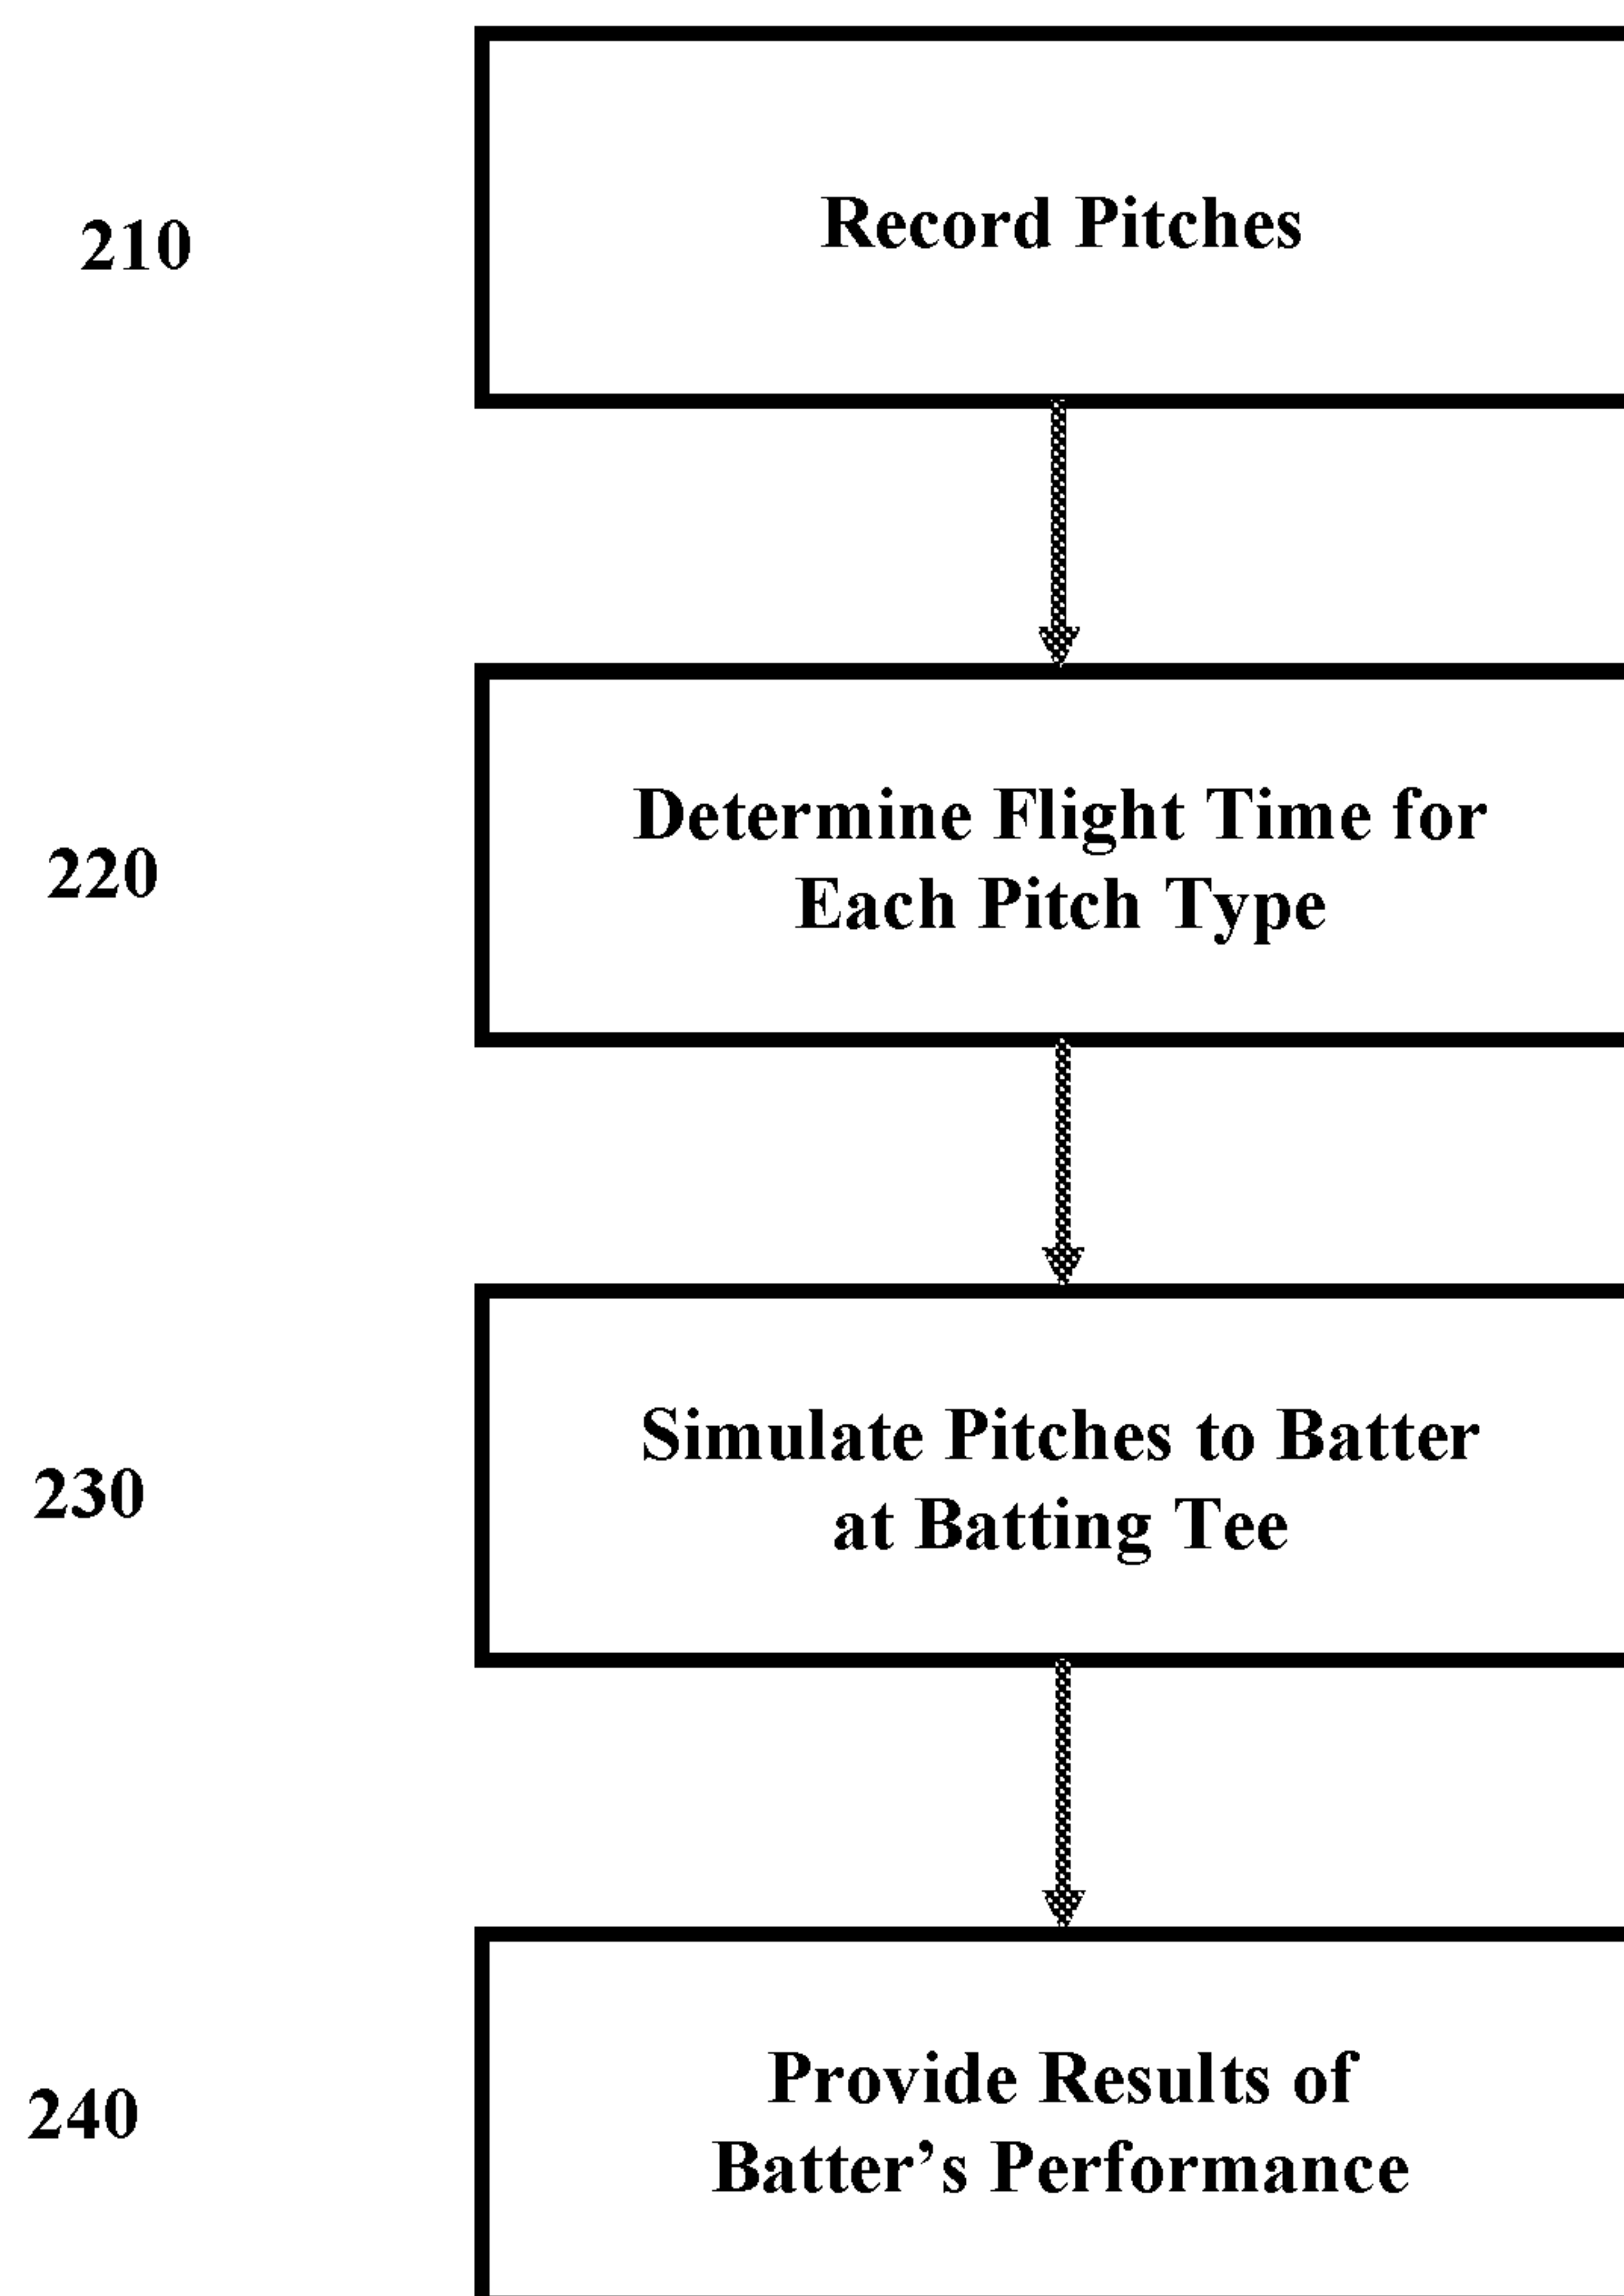 210
Record Pitches
220
Determine Flight Time for
Each Pitch Type
230
Simulate Pitches to Batter
at Batting Tee
240
Provide Results of
Batter’s Performance